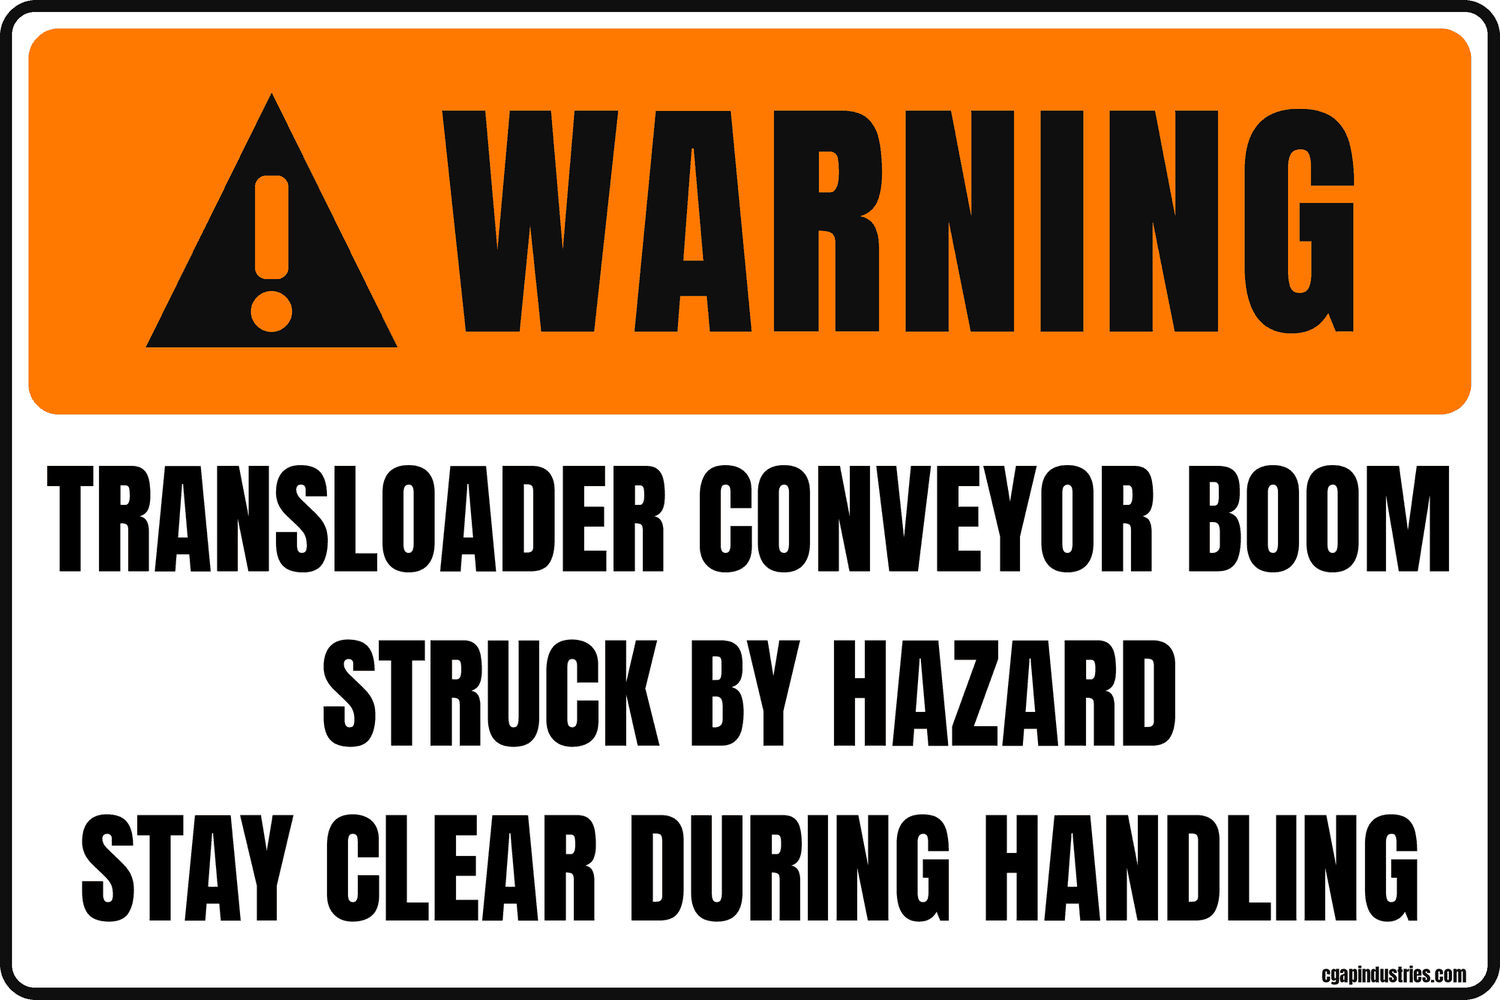 WARNING
TRANSLOADER CONVEYOR BOOM
STRUCK BY HAZARD
STAY CLEAR DURING HANDLING
cgapindustries.com